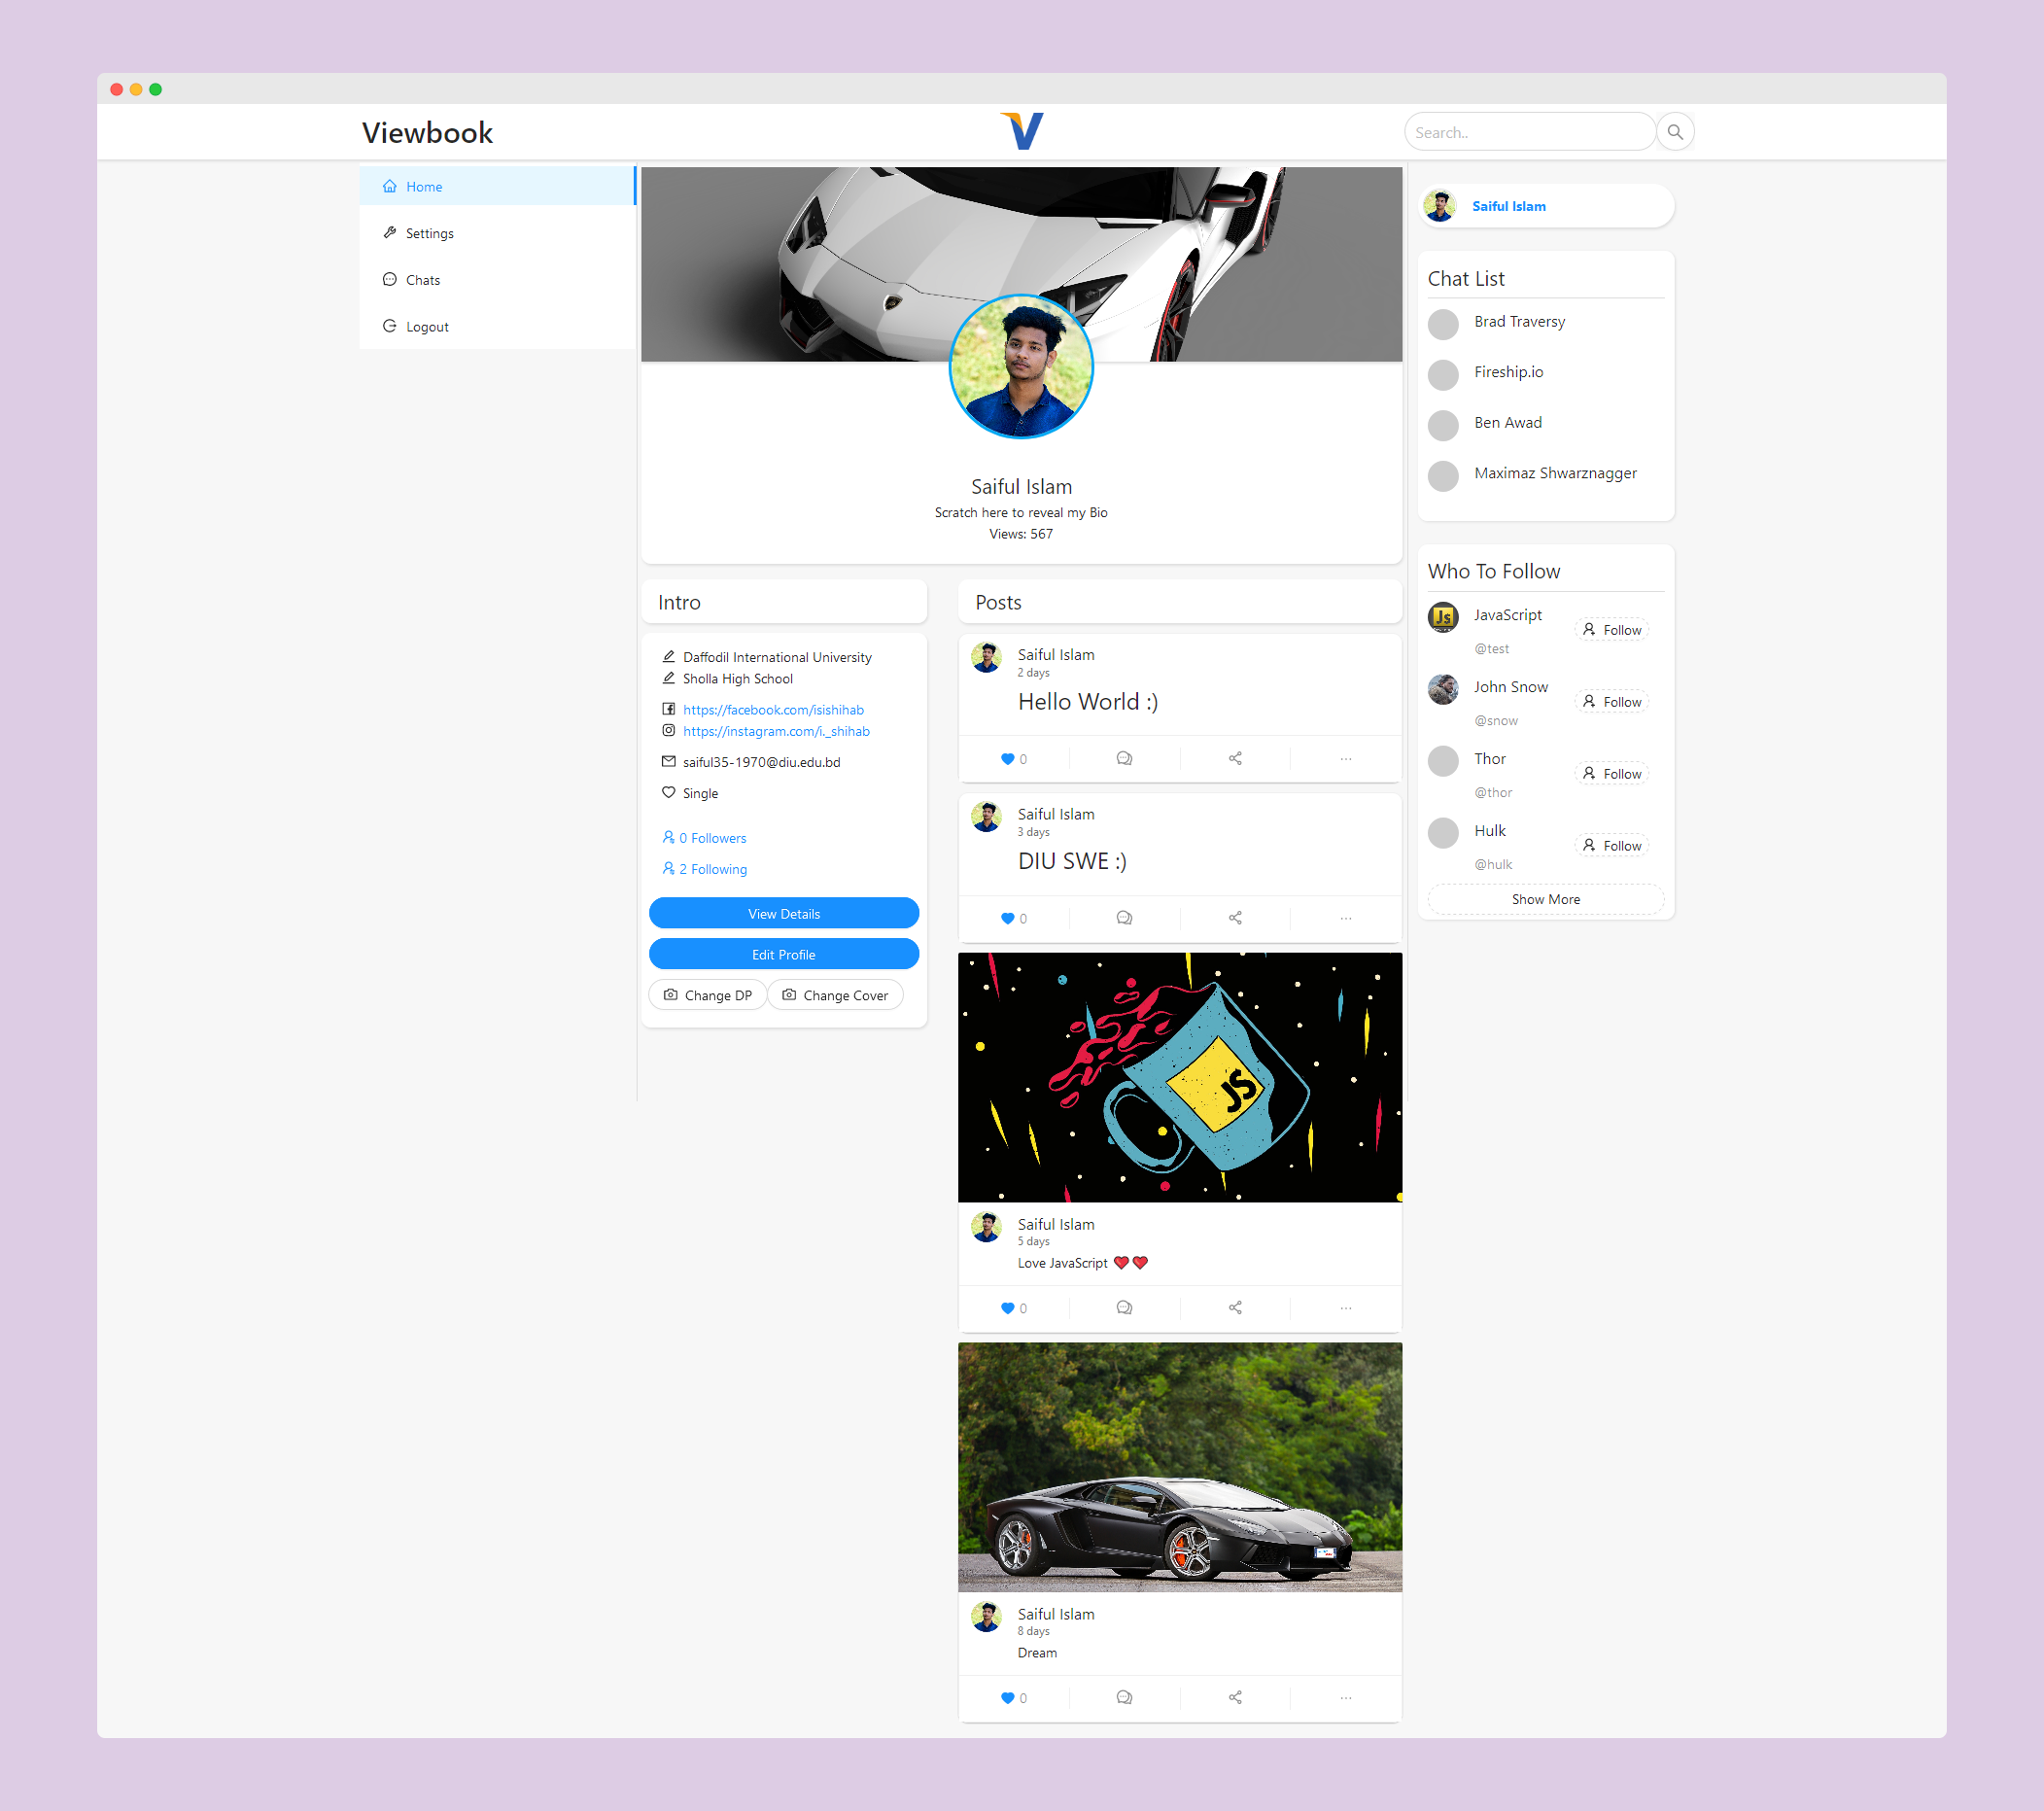 Viewbook
Search..
Home
Settings
Chats
Logout
Saiful Islam
Scratch here to reveal my Bio
Views: 567
Intro
Daffodil International University
Sholla High School
https://facebook.com/isishihab
https://instagram.com/i._shihab
saiful35-1970@diu.edu.bd
Single
0 Followers
2 Following
View Details
Edit Profile
Change DP
Change Cover
Posts
Saiful Islam
2 days
Hello World :)
0
Saiful Islam
3 days
DIU SWE :)
0
JS
Saiful Islam
5 days
Love JavaScript ❤️❤️
0
Saiful Islam
8 days
Dream
0
Saiful Islam
Chat List
Brad Traversy
Fireship.io
Ben Awad
Maximaz Shwarznagger
Who To Follow
JS
JavaScript
@test
Follow
John Snow
@snow
Follow
Thor
@thor
Follow
Hulk
@hulk
Follow
Show More